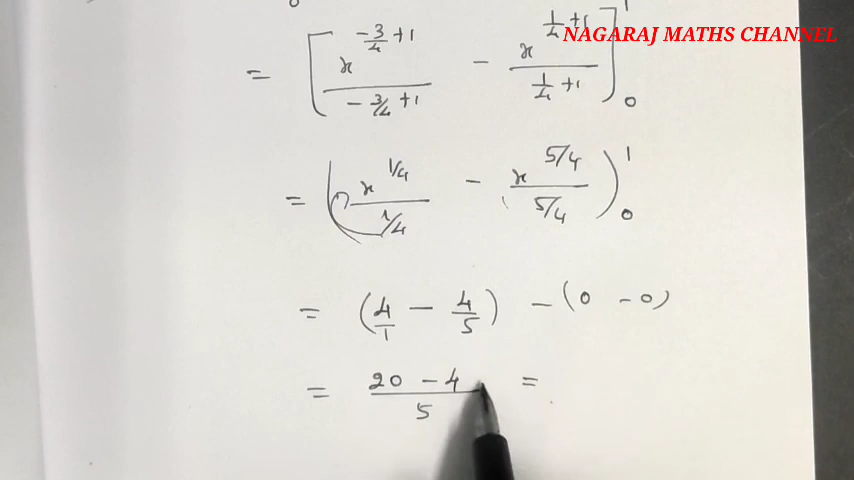 NAGARAJ MATHS CHANNEL
= [ x^(-3/4+1) / (-3/4+1) - x^(1/4+1) / (1/4+1) ]_0^1
= ( x^(1/4) / (1/4) - x^(5/4) / (5/4) )_0^1
= (4/1 - 4/5) - (0 - 0)
= (20 - 4)/5 =